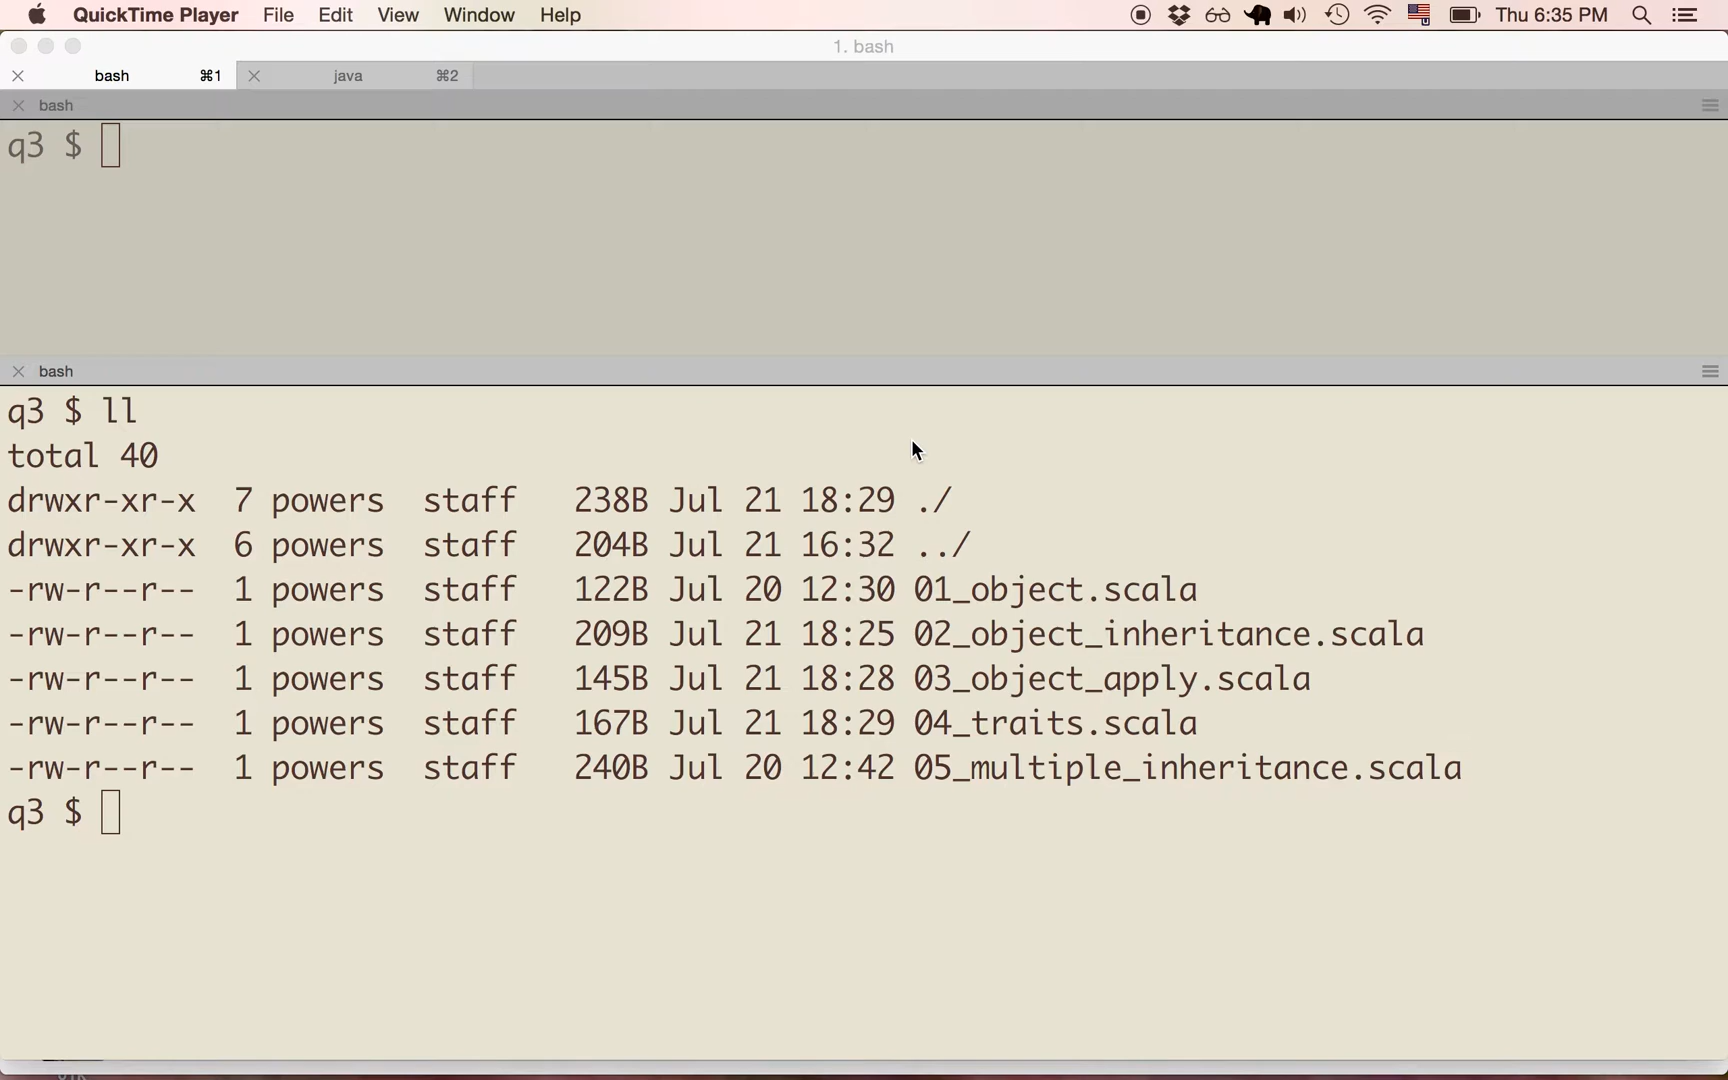 QuickTime Player File Edit View Window Help Thu 6:35 PM
1. bash
bash ⌘1 java ⌘2
bash
q3 $
bash
q3 $ ll
total 40
drwxr-xr-x 7 powers staff 238B Jul 21 18:29 ./
drwxr-xr-x 6 powers staff 204B Jul 21 16:32 ../
-rw-r--r-- 1 powers staff 122B Jul 20 12:30 01_object.scala
-rw-r--r-- 1 powers staff 209B Jul 21 18:25 02_object_inheritance.scala
-rw-r--r-- 1 powers staff 145B Jul 21 18:28 03_object_apply.scala
-rw-r--r-- 1 powers staff 167B Jul 21 18:29 04_traits.scala
-rw-r--r-- 1 powers staff 240B Jul 20 12:42 05_multiple_inheritance.scala
q3 $